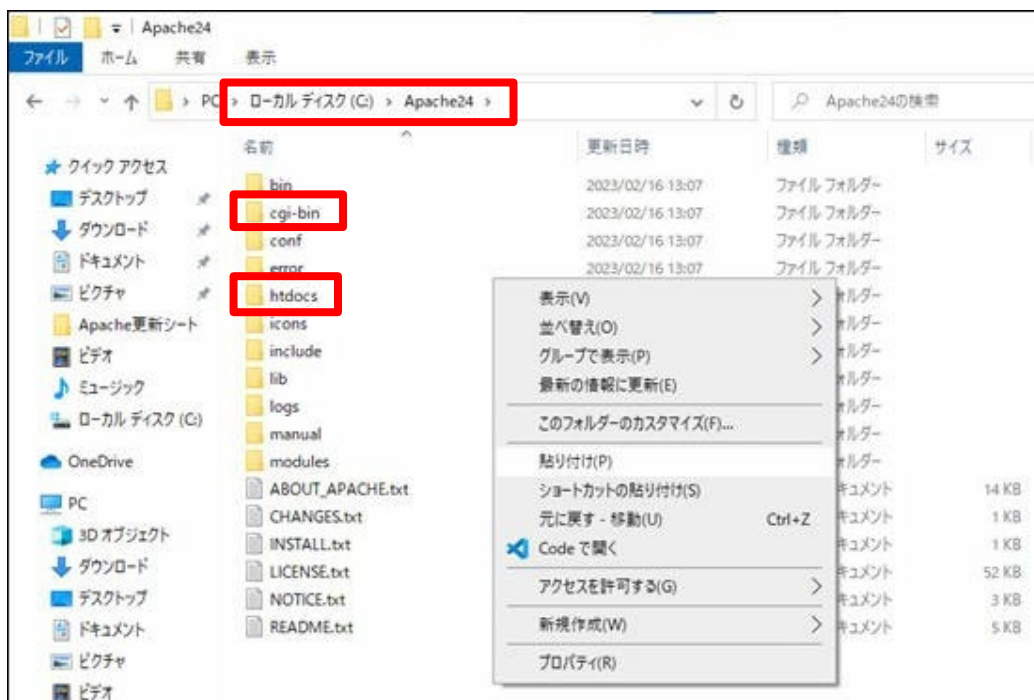 Apache24
ファイル ホーム 共有 表示
PC > ローカル ディスク (C:) > Apache24 > Apache24の検索
名前 更新日時 種類 サイズ
クイック アクセス
デスクトップ
ダウンロード
ドキュメント
ピクチャ
Apache更新シート
ビデオ
ミュージック
ローカル ディスク (C:)
OneDrive
PC
3D オブジェクト
ダウンロード
デスクトップ
ドキュメント
ピクチャ
ビデオ
bin 2023/02/16 13:07 ファイル フォルダー
cgi-bin 2023/02/16 13:07 ファイル フォルダー
conf 2023/02/16 13:07 ファイル フォルダー
error 2023/02/16 13:07 ファイル フォルダー
htdocs
icons
include
lib
logs
manual
modules
ABOUT_APACHE.txt 14 KB
CHANGES.txt 1 KB
INSTALL.txt 1 KB
LICENSE.txt 52 KB
NOTICE.txt 3 KB
README.txt 5 KB
表示(V)
並べ替え(O)
グループで表示(P)
最新の情報に更新(E)
このフォルダーのカスタマイズ(F)...
貼り付け(P)
ショートカットの貼り付け(S)
元に戻す - 移動(U) Ctrl+Z
Code で開く
アクセスを許可する(G)
新規作成(W)
プロパティ(R)